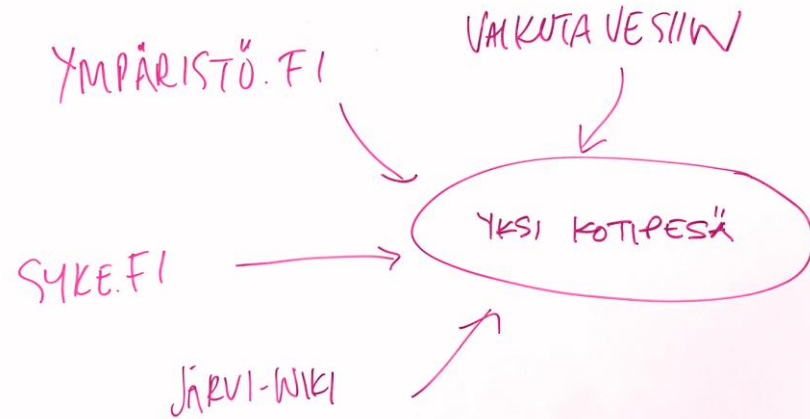 YMPÄRISTÖ.FI
VAIKUTA VESIIN
YKSI KOTIPESÄ
SYKE.FI
JÄRVI-WIKI